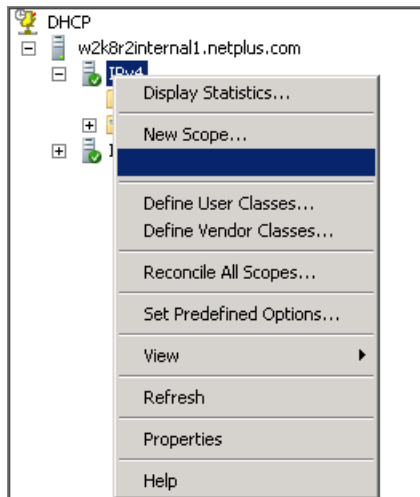 DHCP
w2k8r2internal1.netplus.com
IPv4
Display Statistics...
New Scope...
Define User Classes...
Define Vendor Classes...
Reconcile All Scopes...
Set Predefined Options...
View
Refresh
Properties
Help